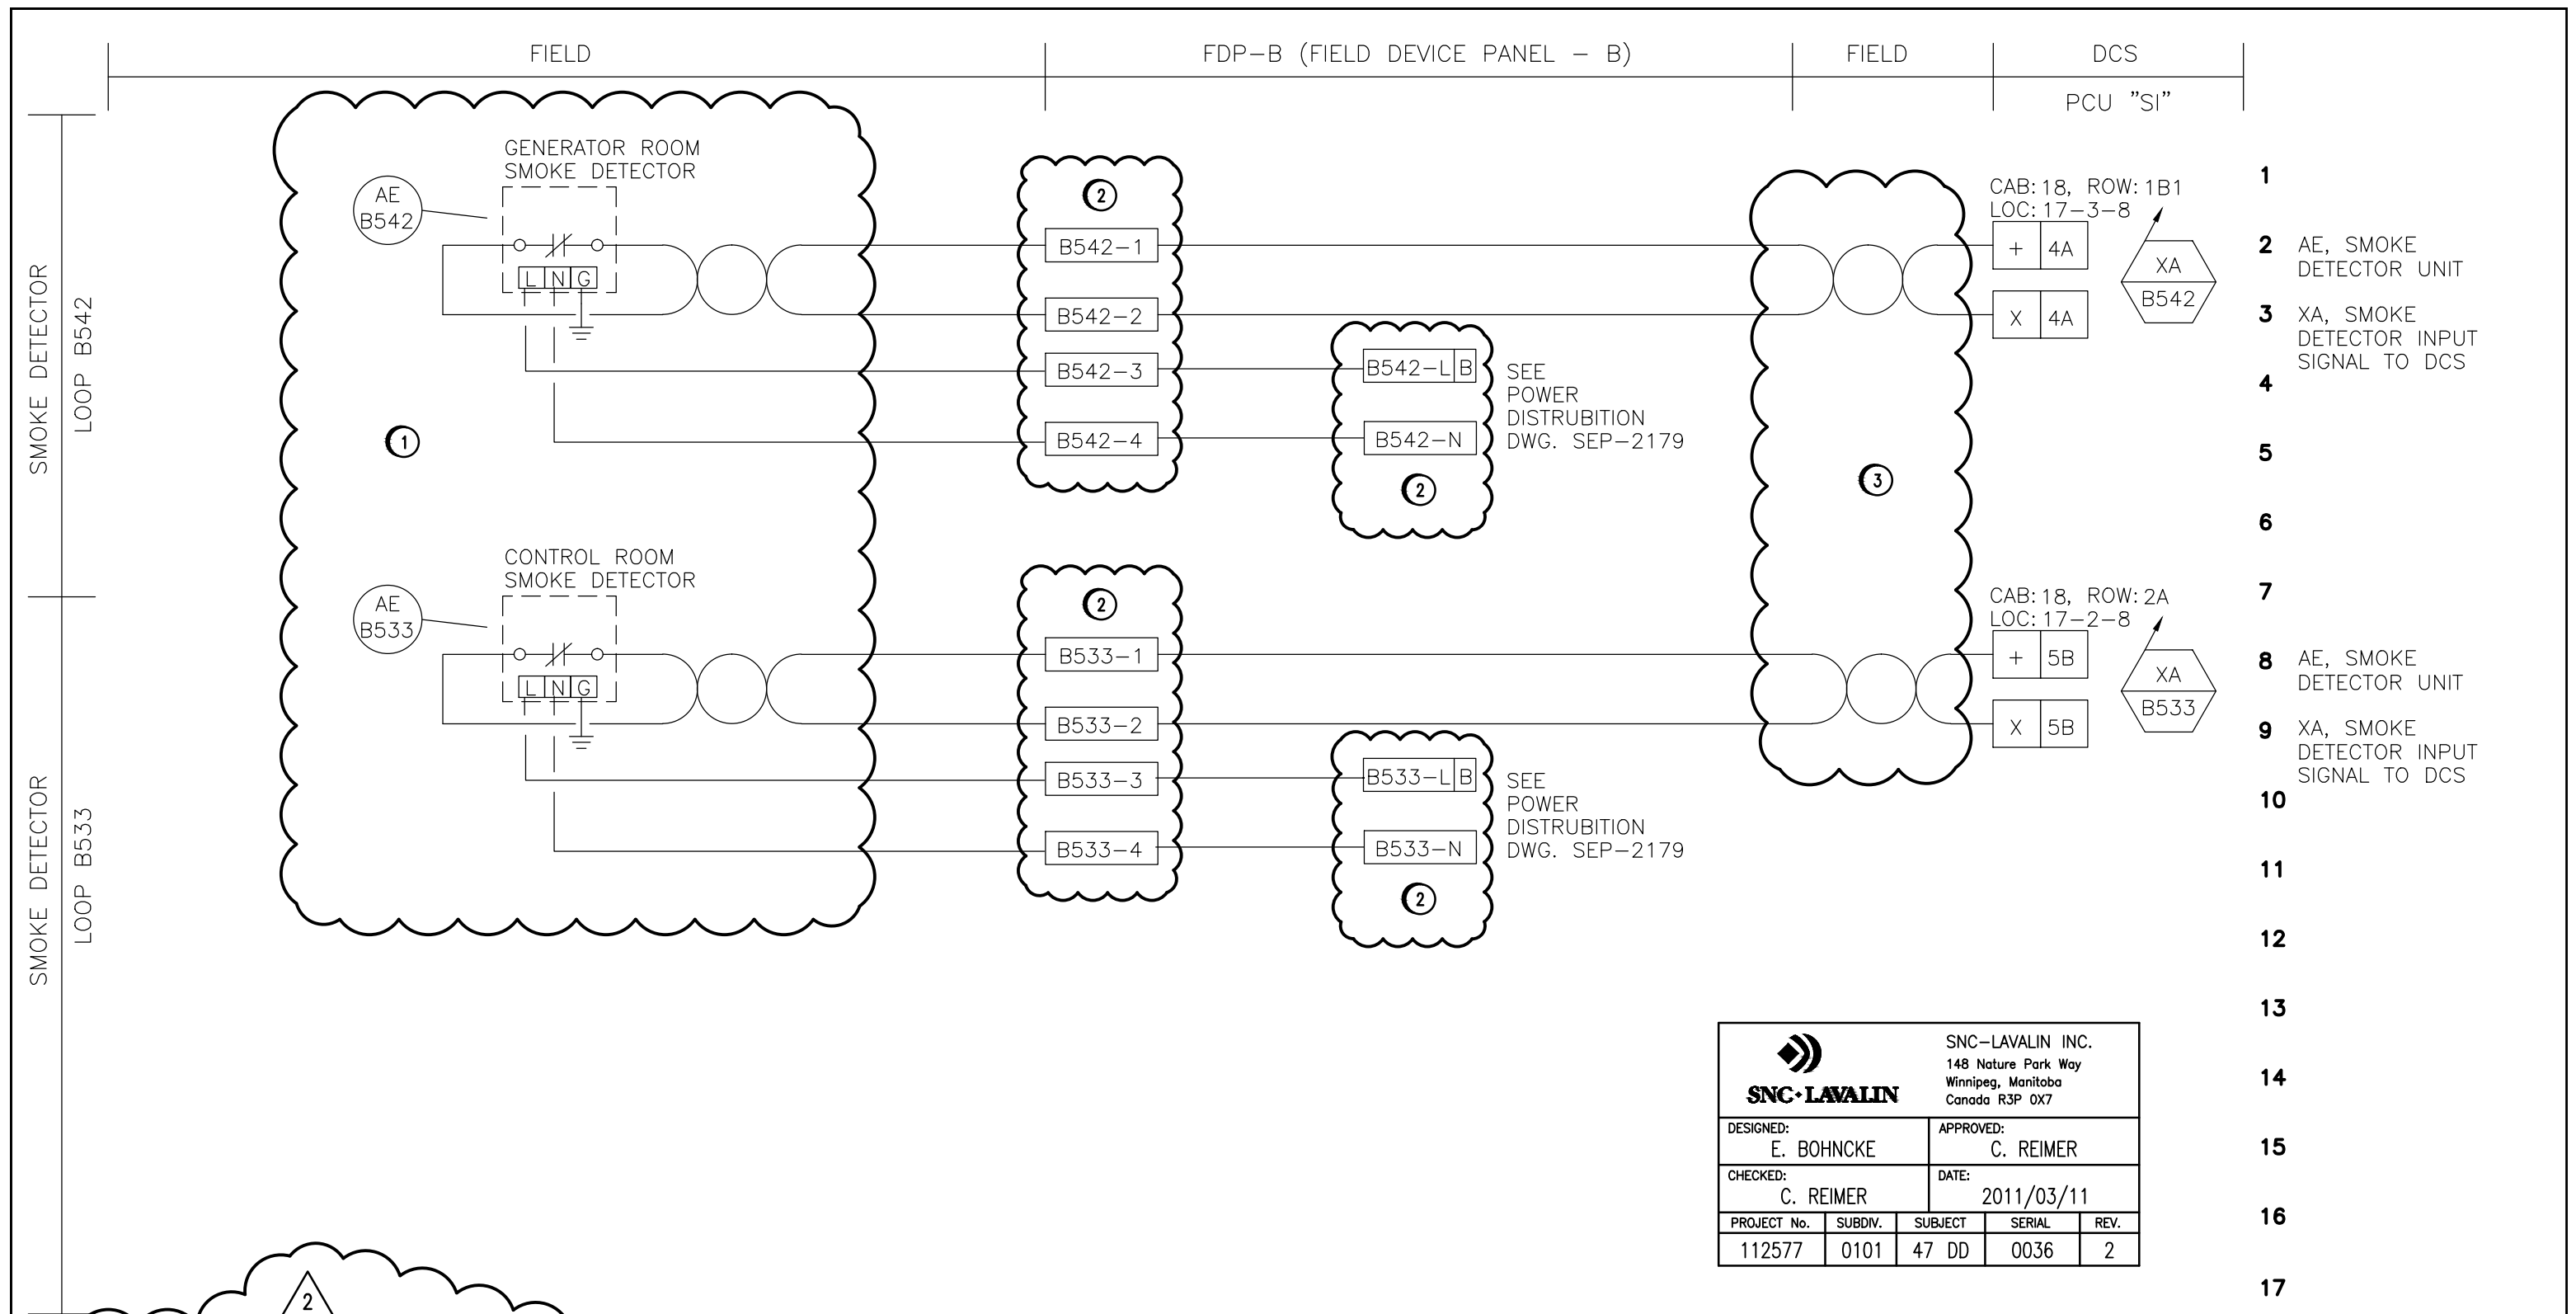 FIELD
FDP-B (FIELD DEVICE PANEL - B)
FIELD
DCS
PCU "SI"
SMOKE DETECTOR
LOOP B542
GENERATOR ROOM
SMOKE DETECTOR
AE
B542
L N G
1
2
B542-1
B542-2
B542-3
B542-4
B542-L B
B542-N
2
SEE
POWER
DISTRUBITION
DWG. SEP-2179
3
CAB: 18, ROW: 1B1
LOC: 17-3-8
+ 4A
X 4A
XA
B542
SMOKE DETECTOR
LOOP B533
CONTROL ROOM
SMOKE DETECTOR
AE
B533
L N G
2
B533-1
B533-2
B533-3
B533-4
B533-L B
B533-N
2
SEE
POWER
DISTRUBITION
DWG. SEP-2179
CAB: 18, ROW: 2A
LOC: 17-2-8
+ 5B
X 5B
XA
B533
1
2 AE, SMOKE
DETECTOR UNIT
3 XA, SMOKE
DETECTOR INPUT
SIGNAL TO DCS
4
5
6
7
8 AE, SMOKE
DETECTOR UNIT
9 XA, SMOKE
DETECTOR INPUT
SIGNAL TO DCS
10
11
12
13
14
15
16
17
SNC·LAVALIN
SNC-LAVALIN INC.
148 Nature Park Way
Winnipeg, Manitoba
Canada R3P 0X7
DESIGNED:
E. BOHNCKE
APPROVED:
C. REIMER
CHECKED:
C. REIMER
DATE:
2011/03/11
PROJECT No. SUBDIV. SUBJECT SERIAL REV.
112577 0101 47 DD 0036 2
2